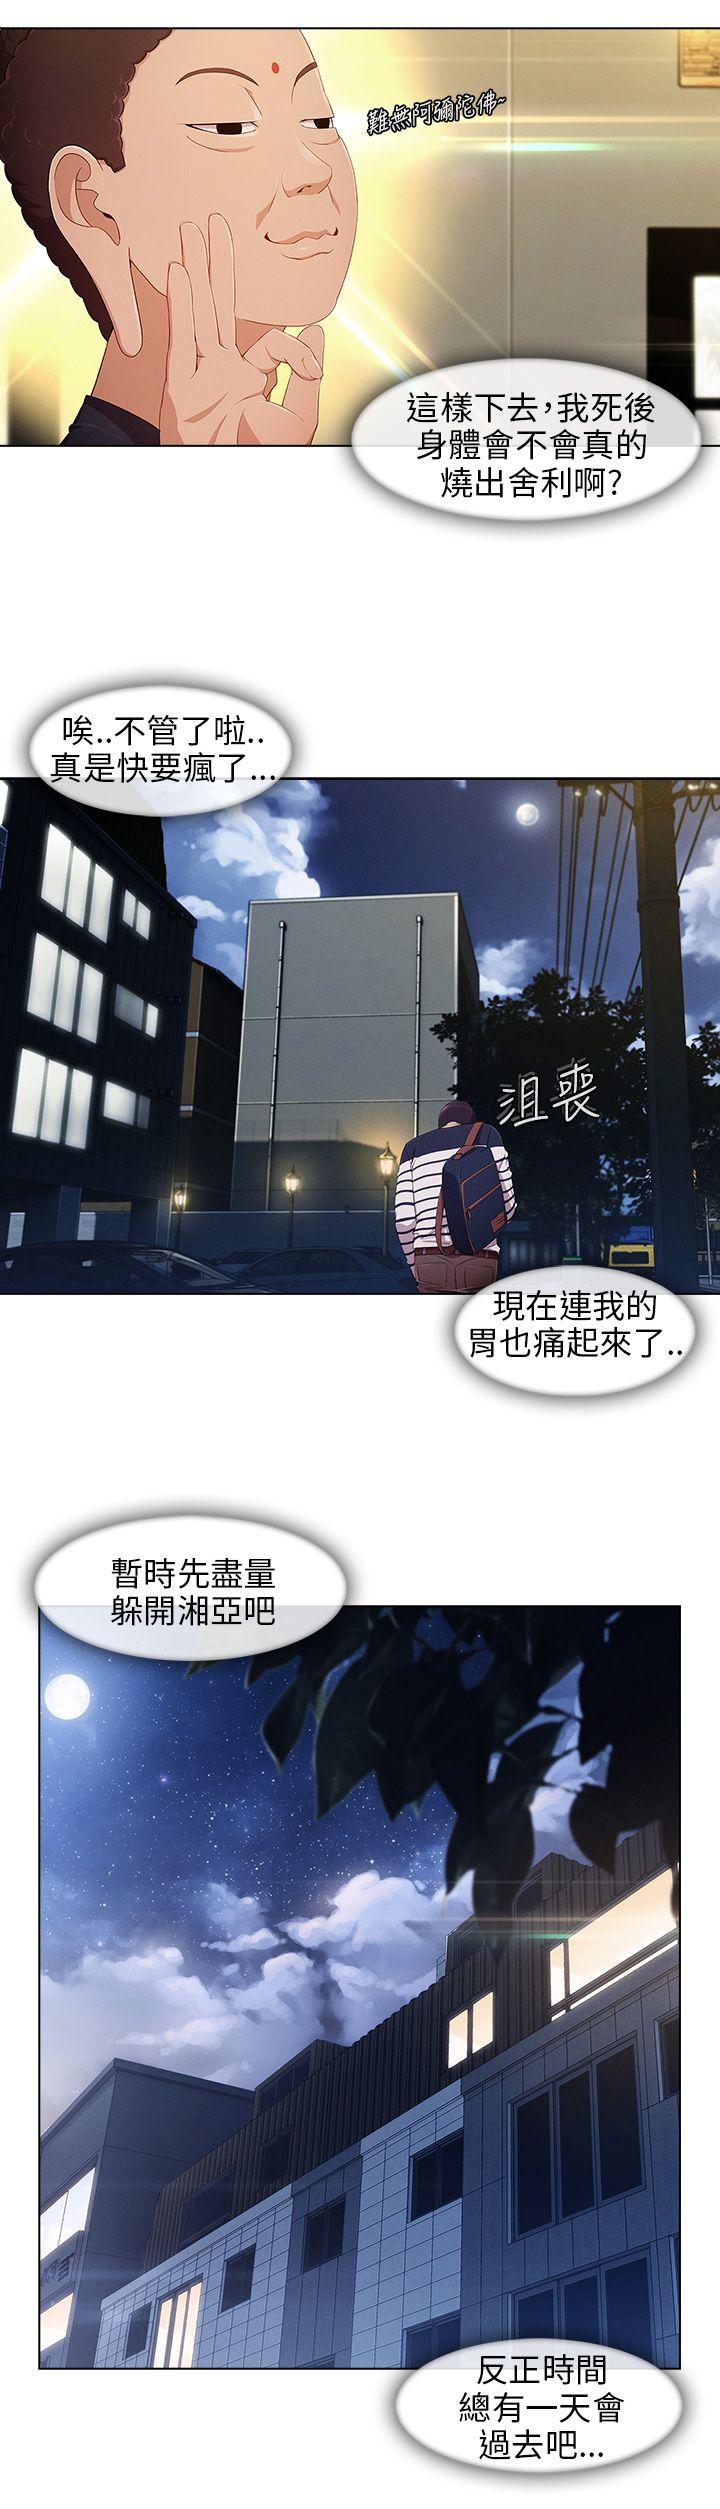 難無阿彌陀佛~
這樣下去，我死後
身體會不會真的
燒出舍利啊?
唉..不管了啦..
真是快要瘋了...
沮喪
現在連我的
胃也痛起來了..
暫時先盡量
躲開湘亞吧
反正時間
總有一天會
過去吧...